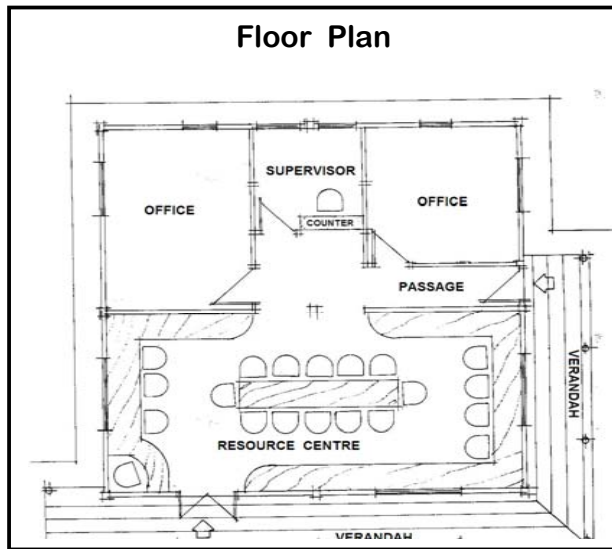 Floor Plan
SUPERVISOR
OFFICE
OFFICE
COUNTER
PASSAGE
VERANDAH
RESOURCE CENTRE
VERANDAH